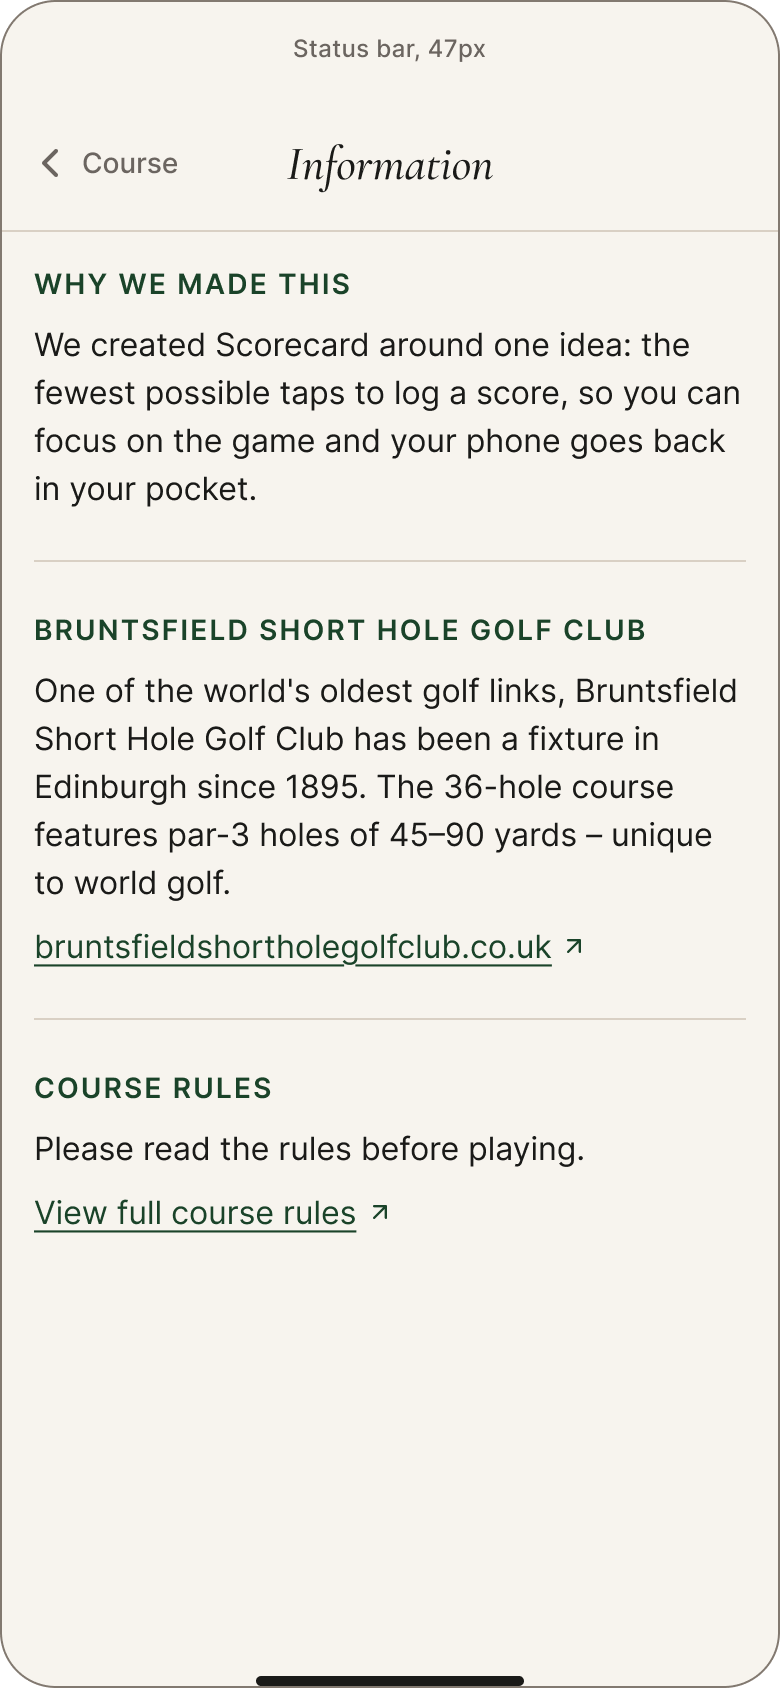 Status bar, 47px
Course
Information
WHY WE MADE THIS
We created Scorecard around one idea: the
fewest possible taps to log a score, so you can
focus on the game and your phone goes back
in your pocket.
BRUNTSFIELD SHORT HOLE GOLF CLUB
One of the world's oldest golf links, Bruntsfield
Short Hole Golf Club has been a fixture in
Edinburgh since 1895. The 36-hole course
features par-3 holes of 45–90 yards – unique
to world golf.
bruntsfieldshortholegolfclub.co.uk
COURSE RULES
Please read the rules before playing.
View full course rules